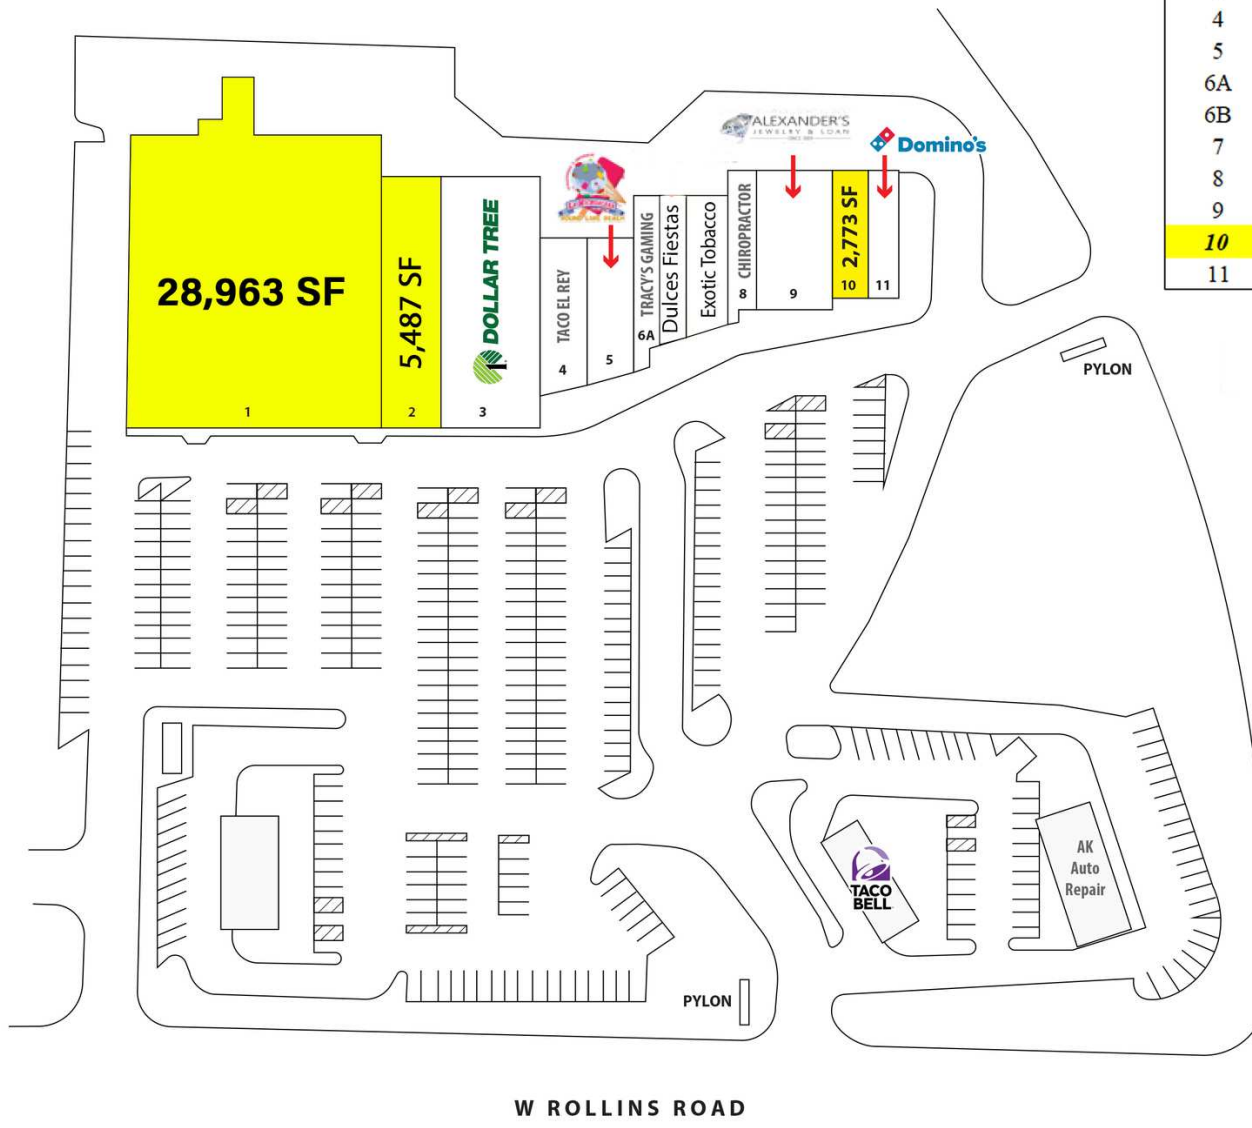 4
5
6A
6B
7
8
9
10
11
ALEXANDER'S
JEWELRY & LOAN
Domino's
28,963 SF
1
5,487 SF
2
DOLLAR TREE
3
TACO EL REY
4
5
TRACY'S GAMING
6A
Dulces Fiestas
Exotic Tobacco
CHIROPRACTOR
8
9
2,773 SF
10
11
PYLON
TACO
BELL
AK
Auto
Repair
PYLON
W ROLLINS ROAD